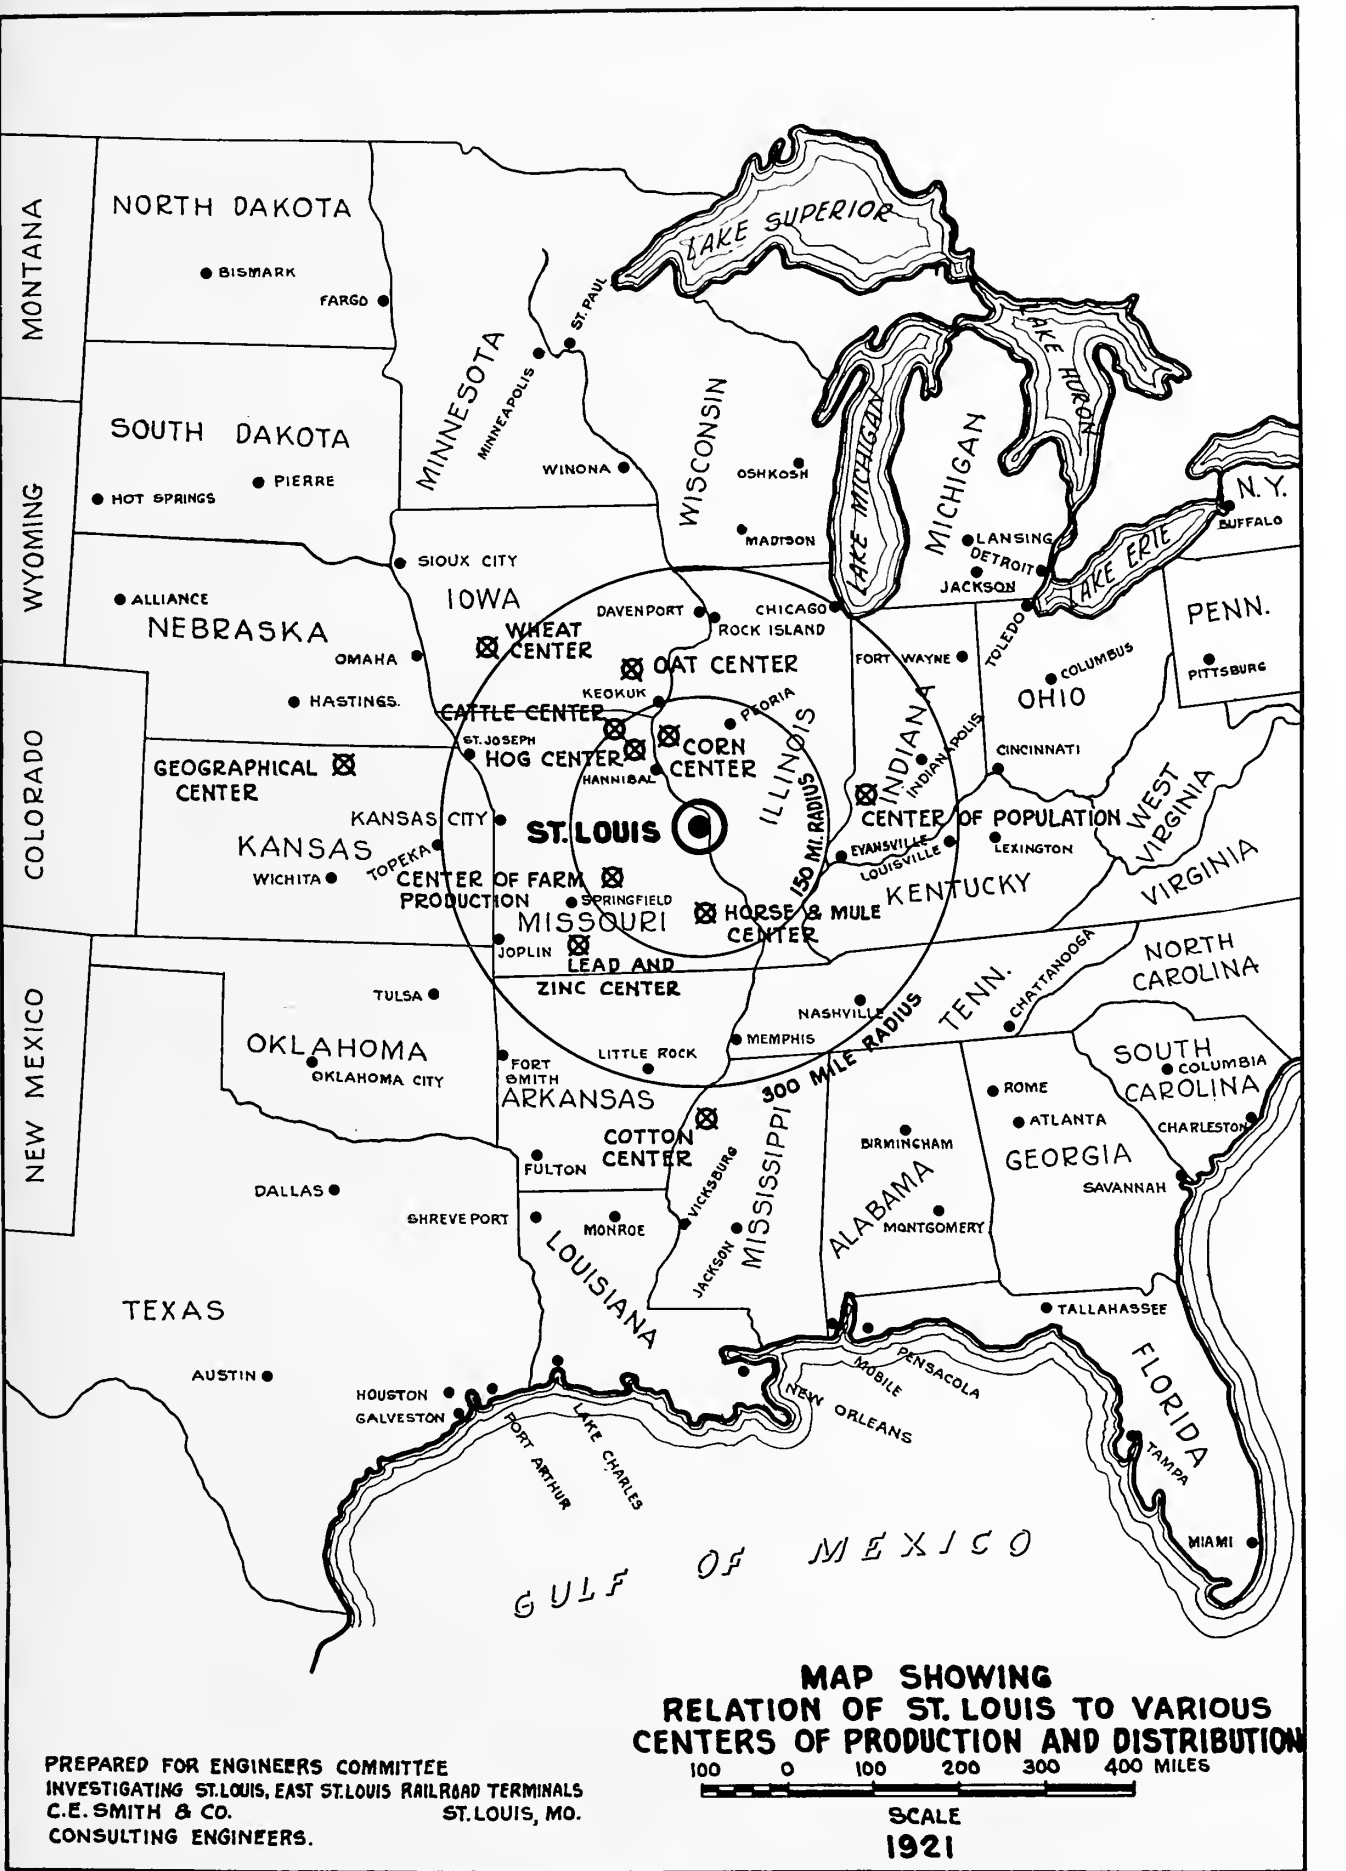 MONTANA
NORTH DAKOTA
BISMARK
FARGO
LAKE SUPERIOR
ST. PAUL
MINNESOTA
MINNEAPOLIS
LAKE HURON
SOUTH DAKOTA
PIERRE
HOT SPRINGS
WINONA
WISCONSIN
OSHKOSH
MADISON
LAKE MICHIGAN
MICHIGAN
LANSING
DETROIT
JACKSON
LAKE ERIE
N.Y.
BUFFALO
WYOMING
SIOUX CITY
IOWA
ALLIANCE
NEBRASKA
OMAHA
HASTINGS.
WHEAT
CENTER
DAVENPORT
ROCK ISLAND
CHICAGO
OAT CENTER
KEOKUK
PEORIA
FORT WAYNE
TOLEDO
COLUMBUS
OHIO
PENN.
PITTSBURG
CATTLE CENTER
ST. JOSEPH
HOG CENTER
HANNIBAL
CORN
CENTER
ILLINOIS
INDIANA
INDIANAPOLIS
CINCINNATI
COLORADO
GEOGRAPHICAL
CENTER
KANSAS CITY
KANSAS
TOPEKA
WICHITA
ST. LOUIS
150 MI. RADIUS
CENTER OF POPULATION
EVANSVILLE
LOUISVILLE
LEXINGTON
KENTUCKY
WEST
VIRGINIA
VIRGINIA
CENTER OF FARM
PRODUCTION
SPRINGFIELD
MISSOURI
HORSE & MULE
CENTER
JOPLIN
LEAD AND
ZINC CENTER
NORTH
CAROLINA
NEW MEXICO
TULSA
OKLAHOMA
OKLAHOMA CITY
FORT
SMITH
LITTLE ROCK
ARKANSAS
MEMPHIS
NASHVILLE
TENN.
CHATTANOOGA
300 MILE RADIUS
SOUTH
CAROLINA
COLUMBIA
CHARLESTON
ROME
ATLANTA
GEORGIA
SAVANNAH
COTTON
CENTER
FULTON
VICKSBURG
MISSISSIPPI
JACKSON
BIRMINGHAM
ALABAMA
MONTGOMERY
DALLAS
SHREVEPORT
MONROE
LOUISIANA
TEXAS
AUSTIN
HOUSTON
GALVESTON
PORT ARTHUR
LAKE CHARLES
NEW ORLEANS
MOBILE
PENSACOLA
TALLAHASSEE
FLORIDA
TAMPA
MIAMI
GULF OF MEXICO
MAP SHOWING
RELATION OF ST. LOUIS TO VARIOUS
CENTERS OF PRODUCTION AND DISTRIBUTION
100 0 100 200 300 400 MILES
SCALE
1921
PREPARED FOR ENGINEERS COMMITTEE
INVESTIGATING ST. LOUIS, EAST ST. LOUIS RAILROAD TERMINALS
C.E. SMITH & CO. ST. LOUIS, MO.
CONSULTING ENGINEERS.